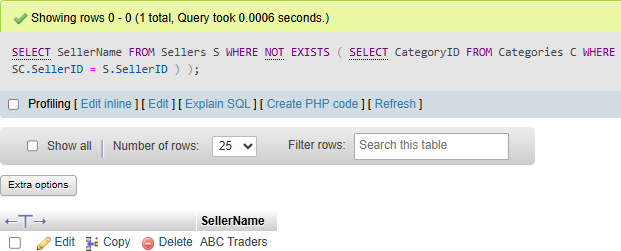 Showing rows 0 - 0 (1 total, Query took 0.0006 seconds.)
SELECT SellerName FROM Sellers S WHERE NOT EXISTS ( SELECT CategoryID FROM Categories C WHERE
SC.SellerID = S.SellerID ) );
Profiling [ Edit inline ] [ Edit ] [ Explain SQL ] [ Create PHP code ] [ Refresh ]
Show all | Number of rows: 25 Filter rows: Search this table
Extra options
←T→ SellerName
Edit Copy Delete ABC Traders